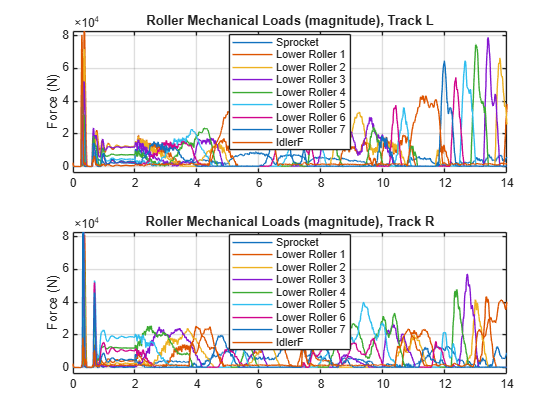 Roller Mechanical Loads (magnitude), Track L
×10⁴
8
6
4
2
0
Force (N)
Sprocket
Lower Roller 1
Lower Roller 2
Lower Roller 3
Lower Roller 4
Lower Roller 5
Lower Roller 6
Lower Roller 7
IdlerF
0 2 4 6 8 10 12 14
Roller Mechanical Loads (magnitude), Track R
×10⁴
8
6
4
2
0
Force (N)
Sprocket
Lower Roller 1
Lower Roller 2
Lower Roller 3
Lower Roller 4
Lower Roller 5
Lower Roller 6
Lower Roller 7
IdlerF
0 2 4 6 8 10 12 14